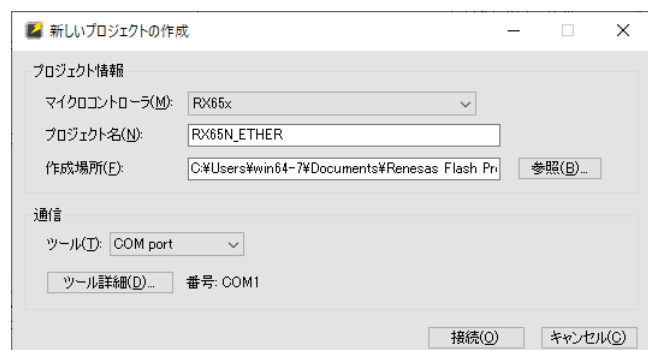 新しいプロジェクトの作成
プロジェクト情報
マイクロコントローラ(M): RX65x
プロジェクト名(N): RX65N_ETHER
作成場所(F): C:¥Users¥win64-7¥Documents¥Renesas Flash Pr 参照(B)...
通信
ツール(T): COM port
ツール詳細(D)... 番号: COM1
接続(O) キャンセル(C)